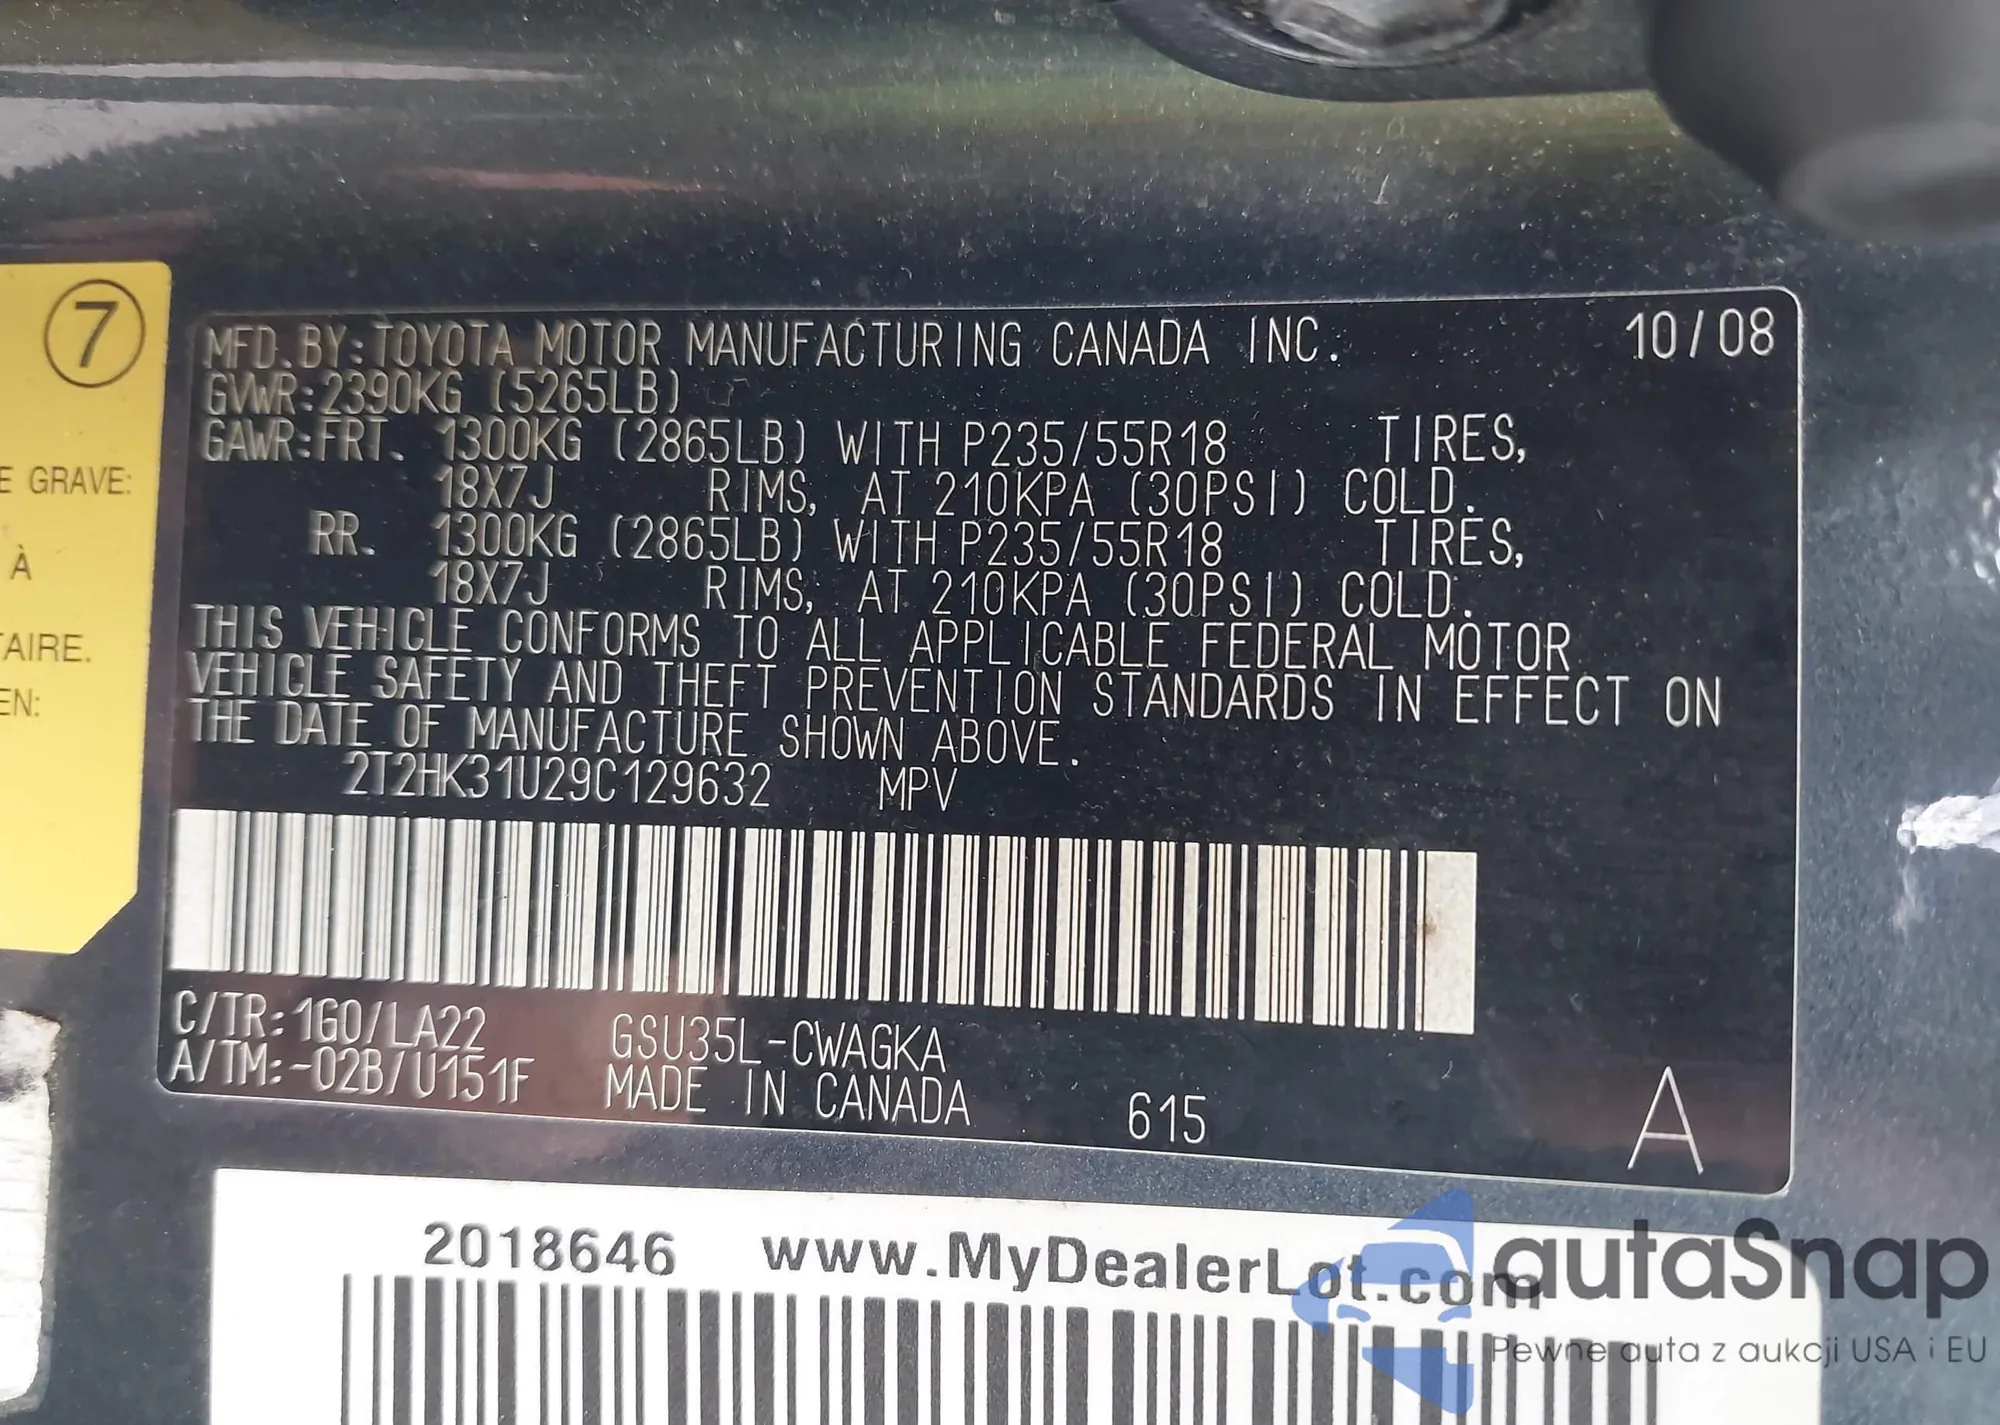 7
E GRAVE:
À
TAIRE.
EN:
MFD. BY: TOYOTA MOTOR MANUFACTURING CANADA INC. 10/08
GVWR: 2390KG (5265LB)
GAWR: FRT. 1300KG (2865LB) WITH P235/55R18 TIRES,
18X7J RIMS, AT 210KPA (30PSI) COLD.
RR. 1300KG (2865LB) WITH P235/55R18 TIRES,
18X7J RIMS, AT 210KPA (30PSI) COLD.
THIS VEHICLE CONFORMS TO ALL APPLICABLE FEDERAL MOTOR
VEHICLE SAFETY AND THEFT PREVENTION STANDARDS IN EFFECT ON
THE DATE OF MANUFACTURE SHOWN ABOVE.
2T2HK31U29C129632 MPV
C/TR: 1G0/LA22 GSU35L-CWAGKA
A/TM: -02B/U151F MADE IN CANADA 615 A
2018646 www.MyDealerLot.com
autaSnap
Pewne auta z aukcji USA i EU